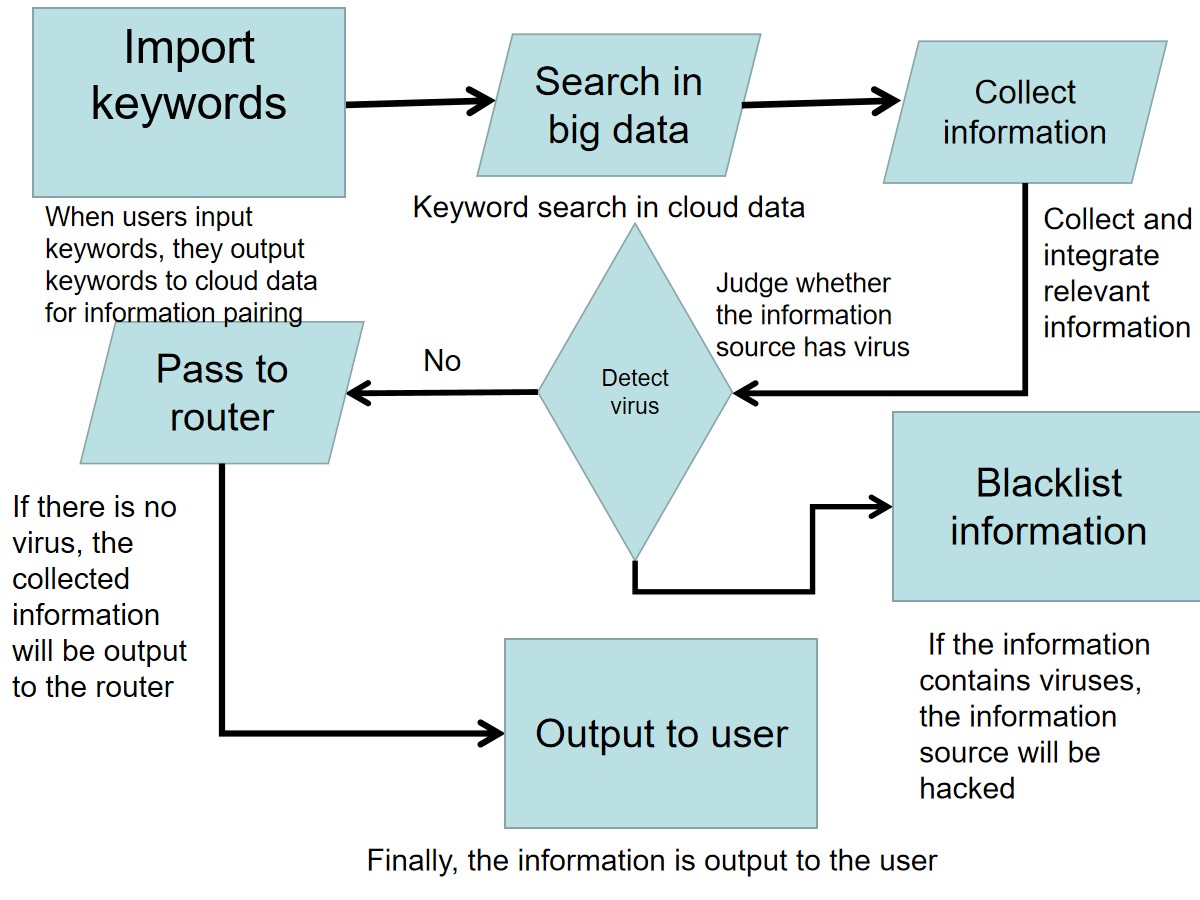 Import
keywords
Search in
big data
Collect
information
When users input
keywords, they output
keywords to cloud data
for information pairing
Keyword search in cloud data
Collect and
integrate
relevant
information
Judge whether
the information
source has virus
Detect
virus
No
Pass to
router
If there is no
virus, the
collected
information
will be output
to the router
Blacklist
information
If the information
contains viruses,
the information
source will be
hacked
Output to user
Finally, the information is output to the user